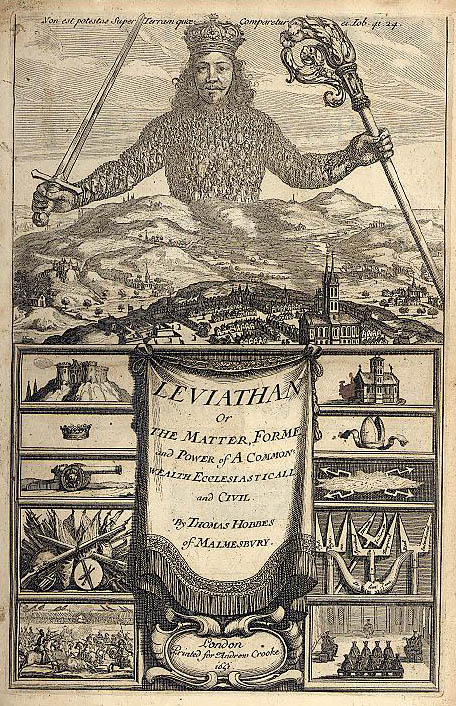 Non est potestas Super Terram quæ Comparetur ei Iob. 41. 24
LEVIATHAN
Or
THE MATTER, FORME
and POWER of A COMMON-
WEALTH ECCLESIASTICALL
and CIVIL.
By THOMAS HOBBES
of MALMESBURY.
London
Printed for Andrew Crooke
1651